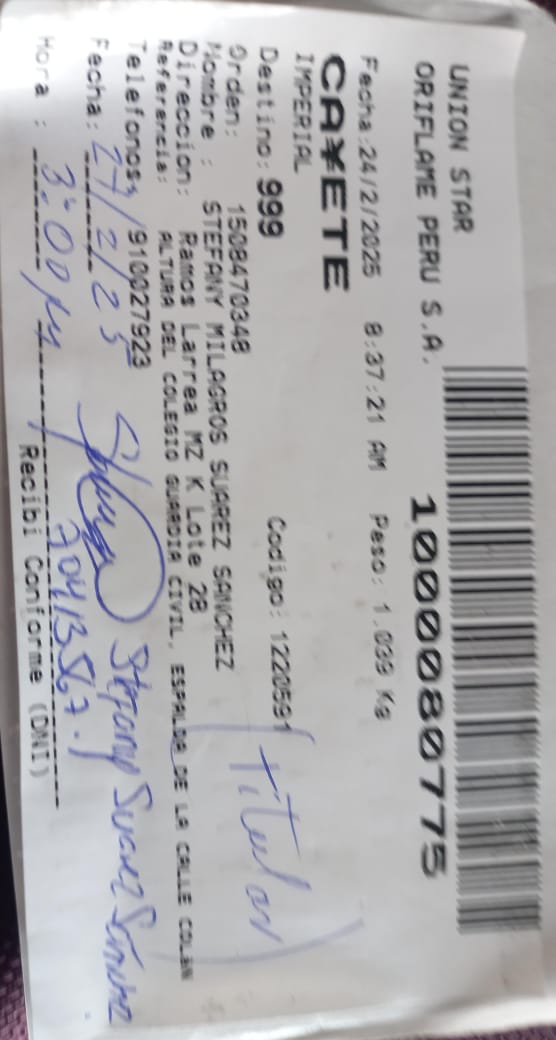 UNION STAR
ORIFLAME PERU S.A. 10000080775
Fecha:24/2/2025 8:37:21 AM Peso: 1.039 Kg
CA¥ETE
IMPERIAL
Destino: 999 Codigo: 1220591
Orden: 1508470348 (titular)
Nombre : STEFANY MILAGROS SUAREZ SANCHEZ
Direccion: Ramos Larrea MZ K Lote 28
Referencia: ALTURA DEL COLEGIO GUARDIA CIVIL, ESPALDA DE LA CALLE COLAN
Telefonos: 910027923
Fecha: 27/2/25 Stefany Suarez Sánchez
Hora : 3:00 PM
Recibi Conforme (DNI)